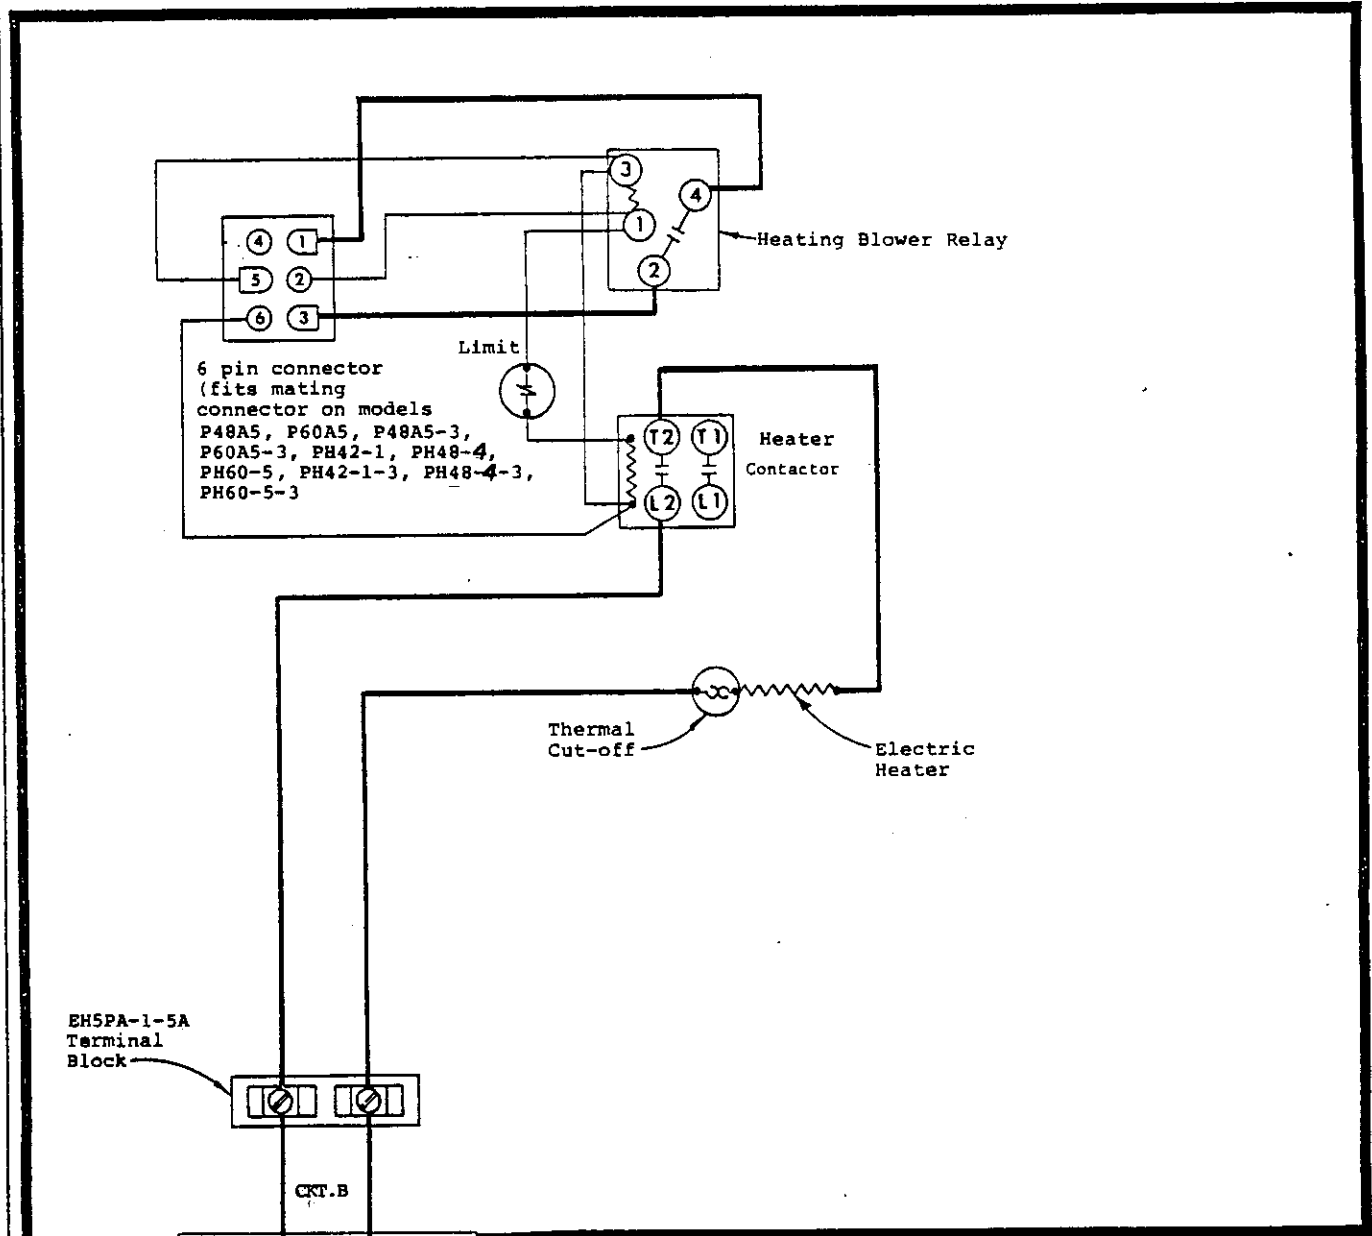 3
4
1
2
Heating Blower Relay
4 1
5 2
6 3
Limit
6 pin connector
(fits mating
connector on models
P48A5, P60A5, P48A5-3,
P60A5-3, PH42-1, PH48-4,
PH60-5, PH42-1-3, PH48-4-3,
PH60-5-3
T2 T1
L2 L1
Heater
Contactor
Thermal
Cut-off
Electric
Heater
EH5PA-1-5A
Terminal
Block
CKT.B